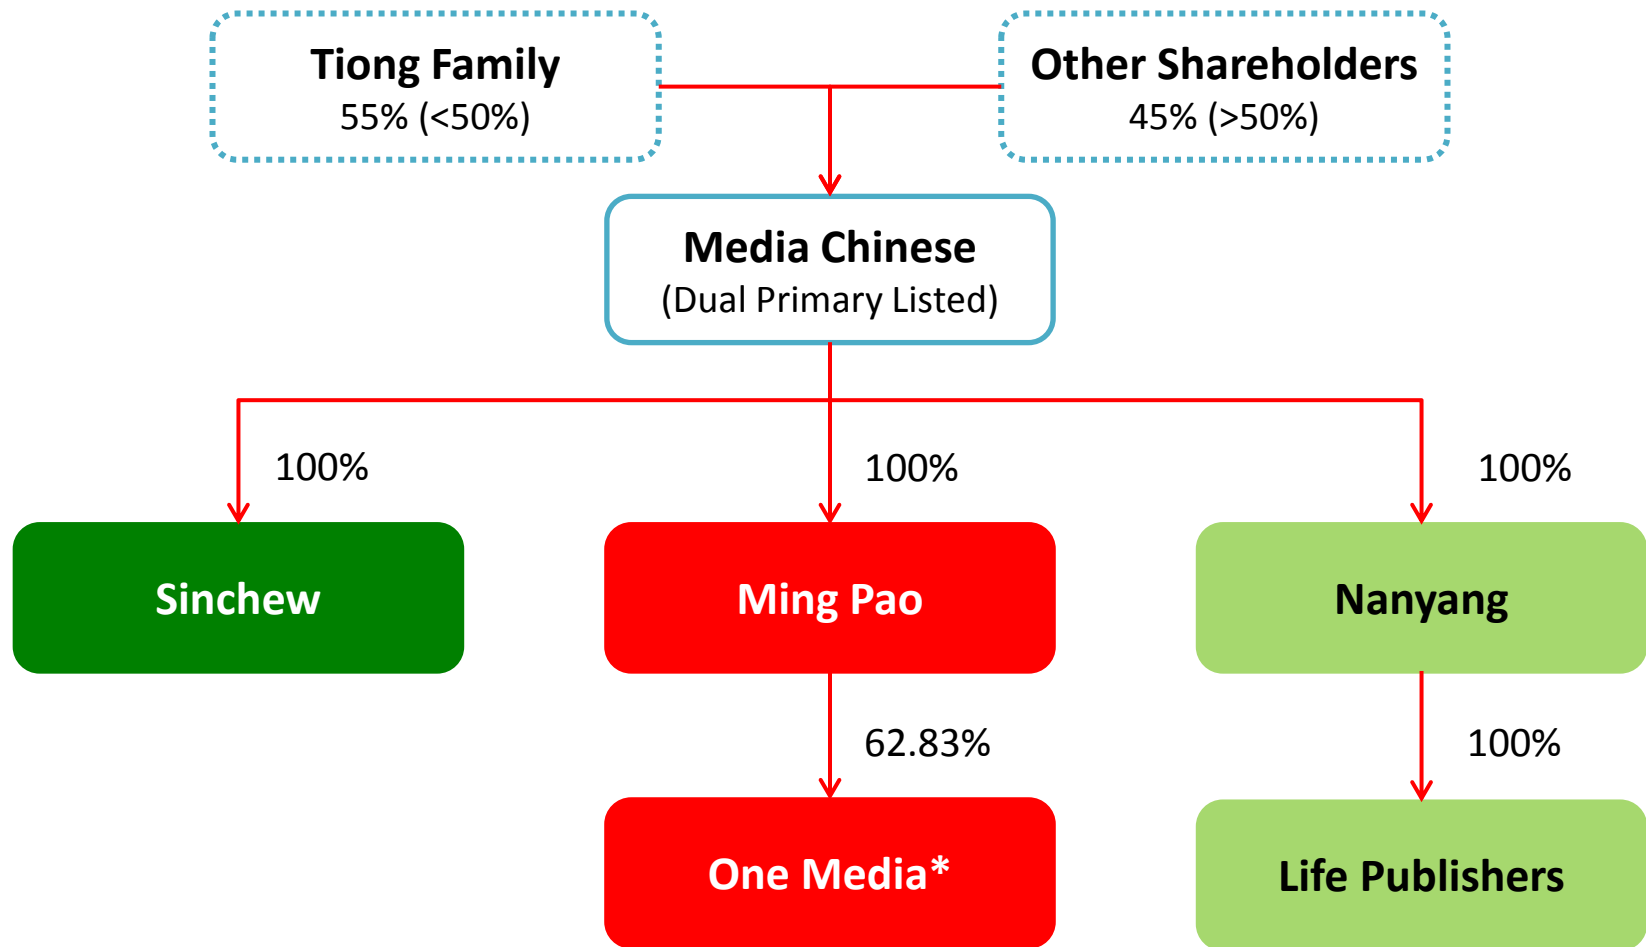 Tiong Family
55% (<50%)
Other Shareholders
45% (>50%)
Media Chinese
(Dual Primary Listed)
100%
100%
100%
Sinchew
Ming Pao
Nanyang
62.83%
100%
One Media*
Life Publishers